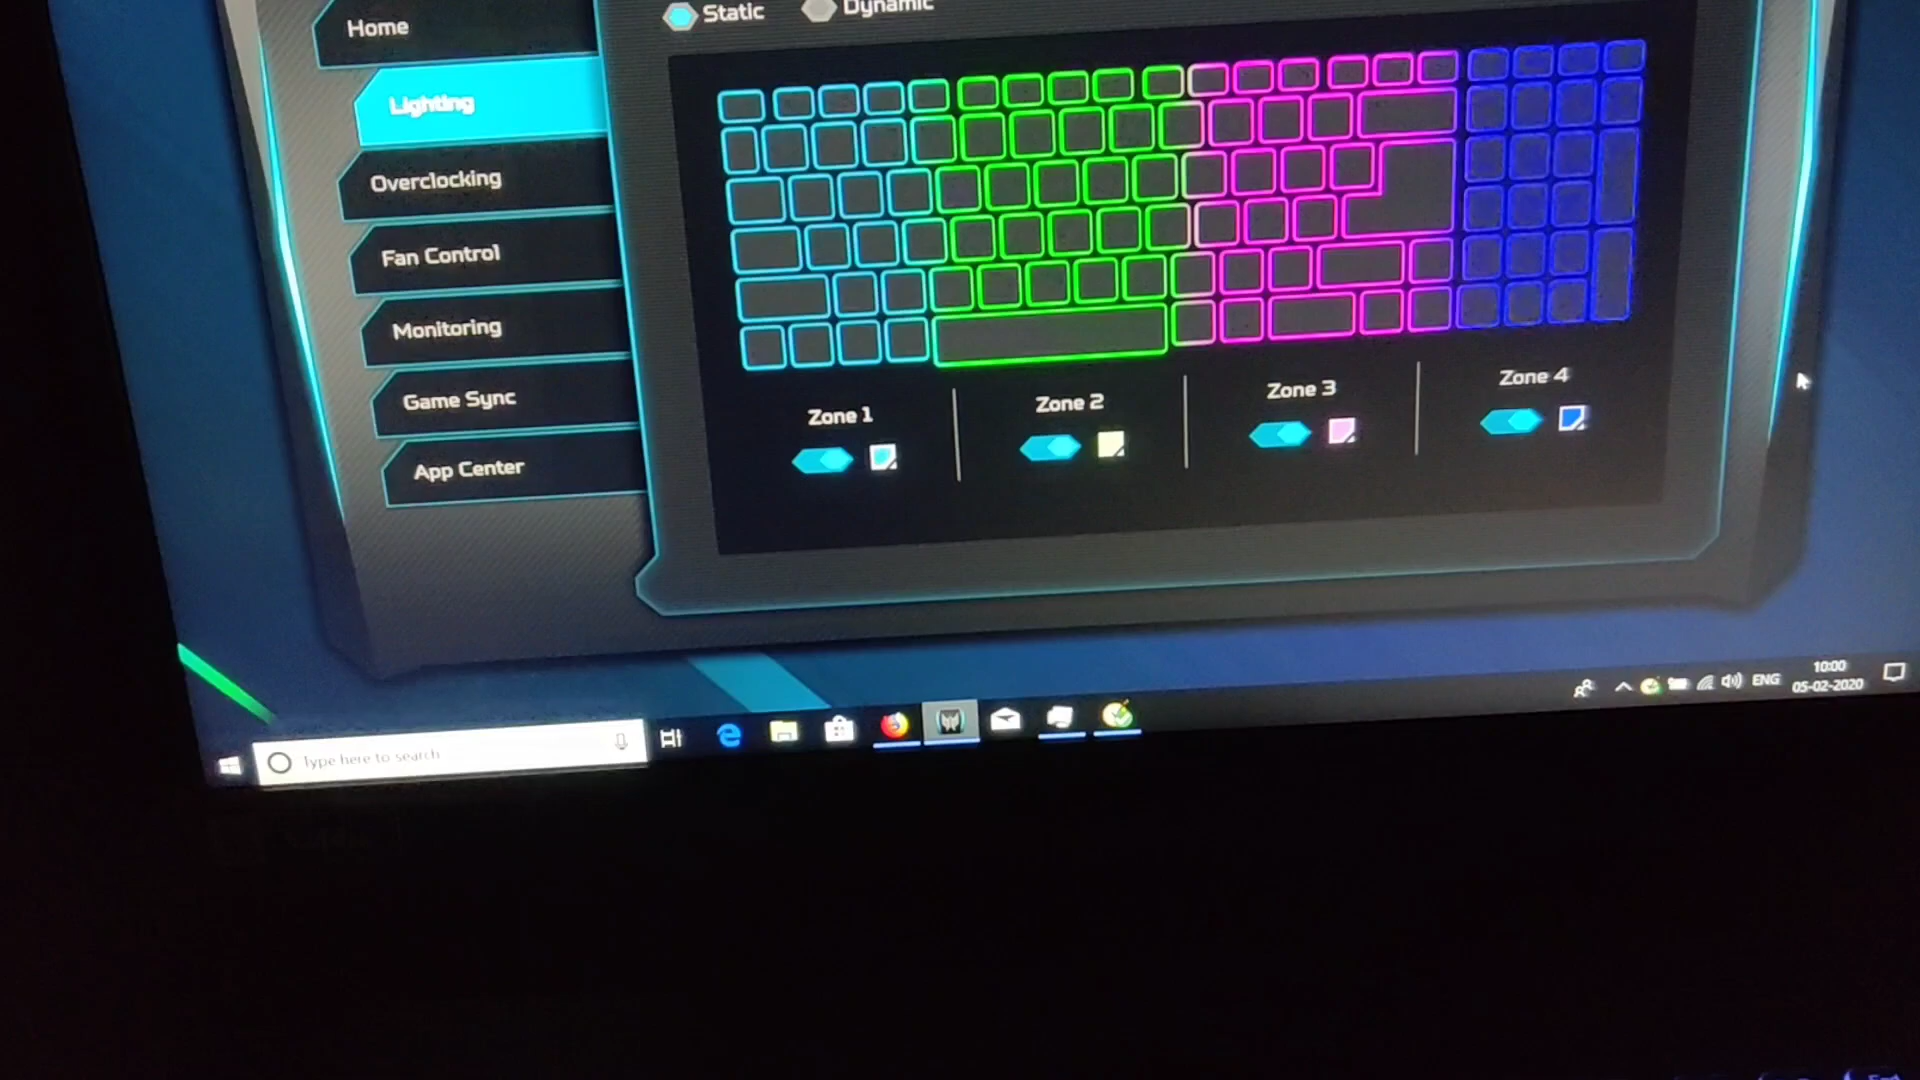 Static
Dynamic
Home
Lighting
Overclocking
Fan Control
Monitoring
Game Sync
App Center
Zone 1
Zone 2
Zone 3
Zone 4
Type here to search
ENG
10:00
05-02-2020